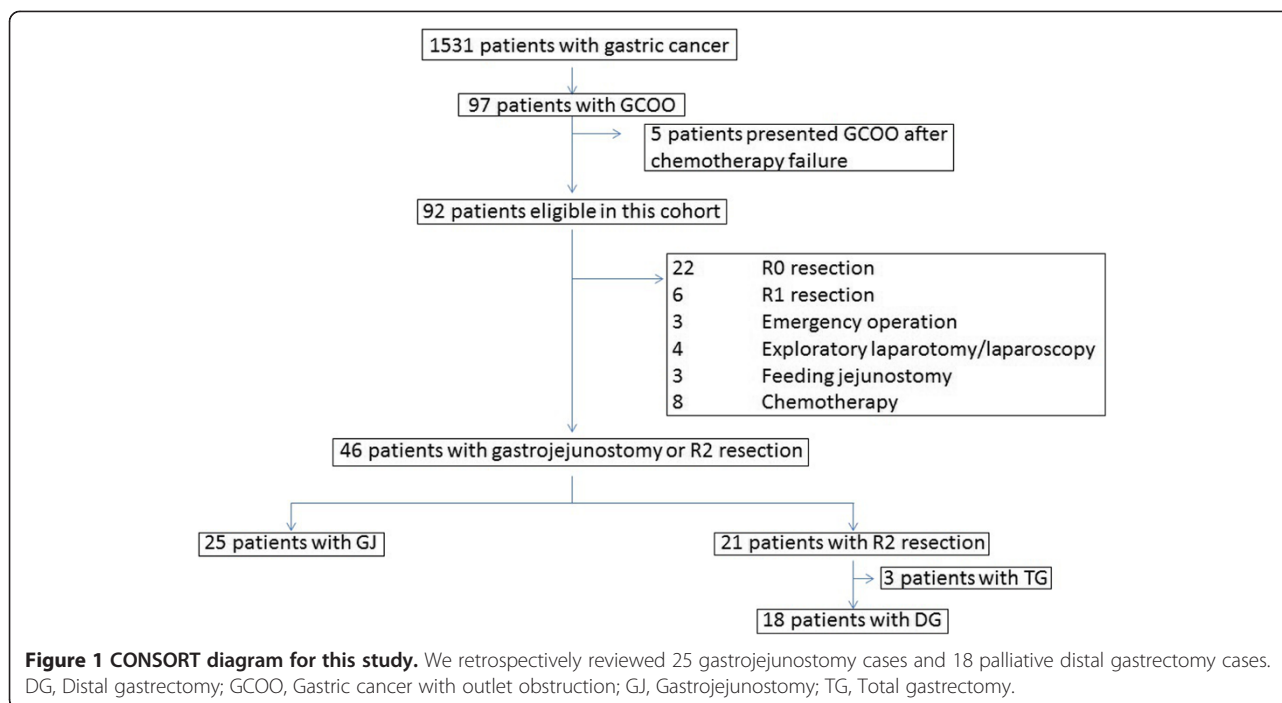 1531 patients with gastric cancer
97 patients with GCOO
5 patients presented GCOO after
chemotherapy failure
92 patients eligible in this cohort
22 R0 resection
6 R1 resection
3 Emergency operation
4 Exploratory laparotomy/laparoscopy
3 Feeding jejunostomy
8 Chemotherapy
46 patients with gastrojejunostomy or R2 resection
25 patients with GJ
21 patients with R2 resection
3 patients with TG
18 patients with DG
Figure 1 CONSORT diagram for this study. We retrospectively reviewed 25 gastrojejunostomy cases and 18 palliative distal gastrectomy cases.
DG, Distal gastrectomy; GCOO, Gastric cancer with outlet obstruction; GJ, Gastrojejunostomy; TG, Total gastrectomy.